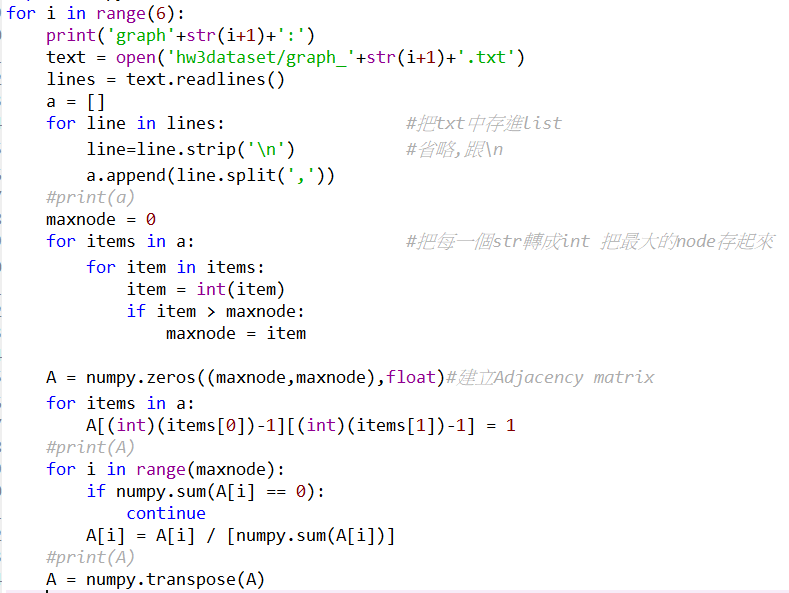 for i in range(6):
    print('graph'+str(i+1)+':')
    text = open('hw3dataset/graph_'+str(i+1)+'.txt')
    lines = text.readlines()
    a = []
    for line in lines:                  #把txt中存進list
        line=line.strip('\n')           #省略,跟\n
        a.append(line.split(','))
    #print(a)
    maxnode = 0
    for items in a:                     #把每一個str轉成int 把最大的node存起來
        for item in items:
            item = int(item)
            if item > maxnode:
                maxnode = item

    A = numpy.zeros((maxnode,maxnode),float)#建立Adjacency matrix
    for items in a:
        A[(int)(items[0])-1][(int)(items[1])-1] = 1
    #print(A)
    for i in range(maxnode):
        if numpy.sum(A[i] == 0):
            continue
        A[i] = A[i] / [numpy.sum(A[i])]
    #print(A)
    A = numpy.transpose(A)